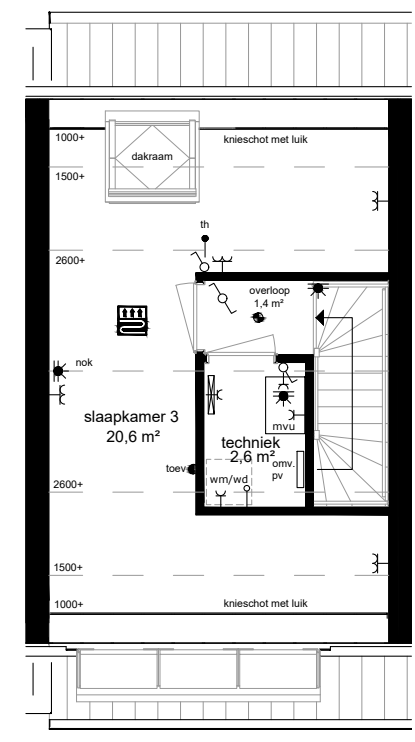 1000+
knieschot met luik
dakraam
1500+
th
2600+
overloop
1,4 m²
nok
slaapkamer 3
20,6 m²
mvu
techniek
2,6 m²
toev
omv.
pv
wm/wd
2600+
1500+
1000+
knieschot met luik